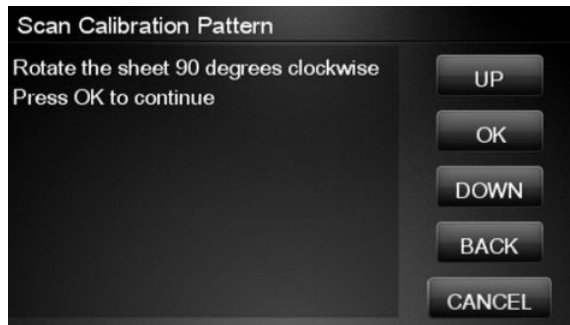 Scan Calibration Pattern
Rotate the sheet 90 degrees clockwise
Press OK to continue
UP
OK
DOWN
BACK
CANCEL